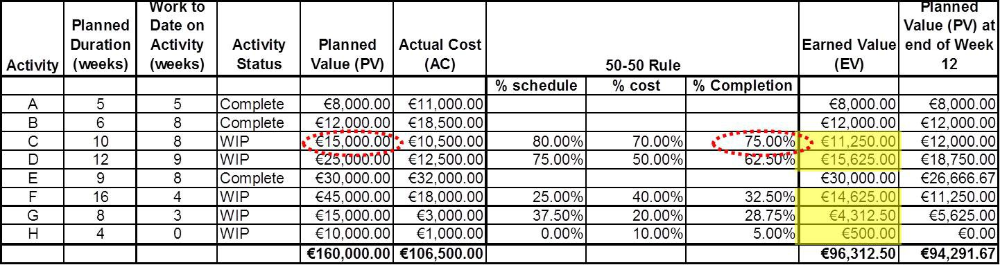 Activity Planned Duration (weeks) Work to Date on Activity (weeks) Activity Status Planned Value (PV) Actual Cost (AC) 50-50 Rule Earned Value (EV) Planned Value (PV) at end of Week 12
% schedule % cost % Completion
A 5 5 Complete €8,000.00 €11,000.00 €8,000.00 €8,000.00
B 6 8 Complete €12,000.00 €18,500.00 €12,000.00 €12,000.00
C 10 8 WIP €15,000.00 €10,500.00 80.00% 70.00% 75.00% €11,250.00 €12,000.00
D 12 9 WIP €25,000.00 €12,500.00 75.00% 50.00% 62.50% €15,625.00 €18,750.00
E 9 8 Complete €30,000.00 €32,000.00 €30,000.00 €26,666.67
F 16 4 WIP €45,000.00 €18,000.00 25.00% 40.00% 32.50% €14,625.00 €11,250.00
G 8 3 WIP €15,000.00 €3,000.00 37.50% 20.00% 28.75% €4,312.50 €5,625.00
H 4 0 WIP €10,000.00 €1,000.00 0.00% 10.00% 5.00% €500.00 €0.00
€160,000.00 €106,500.00 €96,312.50 €94,291.67